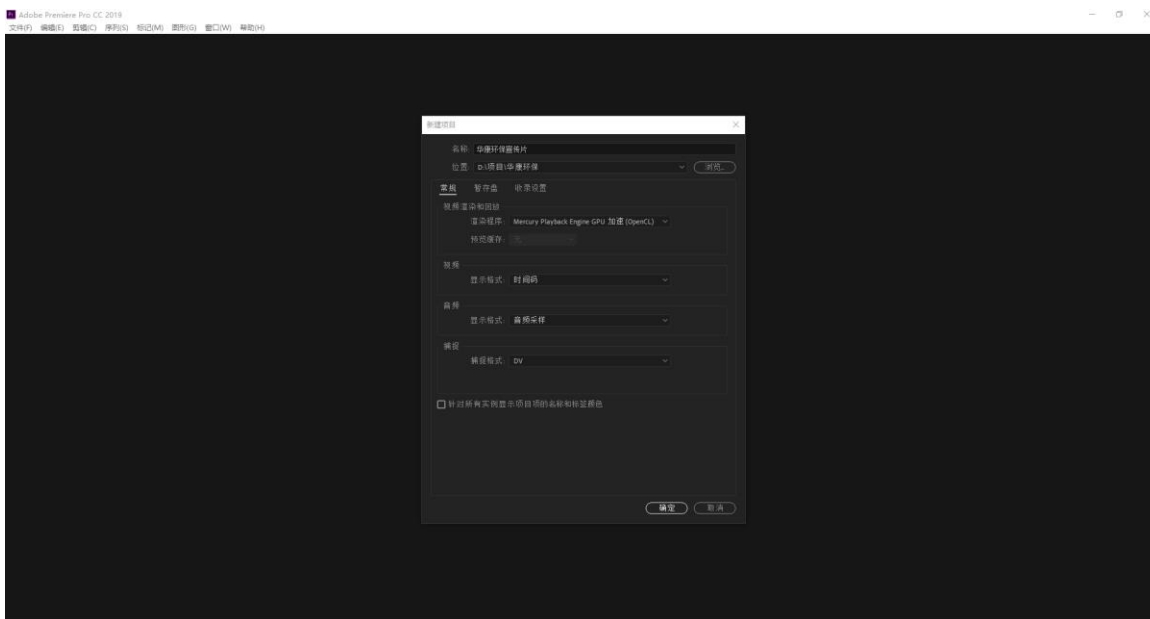 Pr Adobe Premiere Pro CC 2019
文件(F) 编辑(E) 剪辑(C) 序列(S) 标记(M) 图形(G) 窗口(W) 帮助(H)
新建项目
名称: 华康环保宣传片
位置: D:\项目\华康环保 浏览...
常规 暂存盘 收录设置
视频渲染和回放
渲染程序: Mercury Playback Engine GPU 加速 (OpenCL)
预览缓存: 无
视频
显示格式: 时间码
音频
显示格式: 音频采样
捕捉
捕捉格式: DV
针对所有实例显示项目项的名称和标签颜色
确定 取消